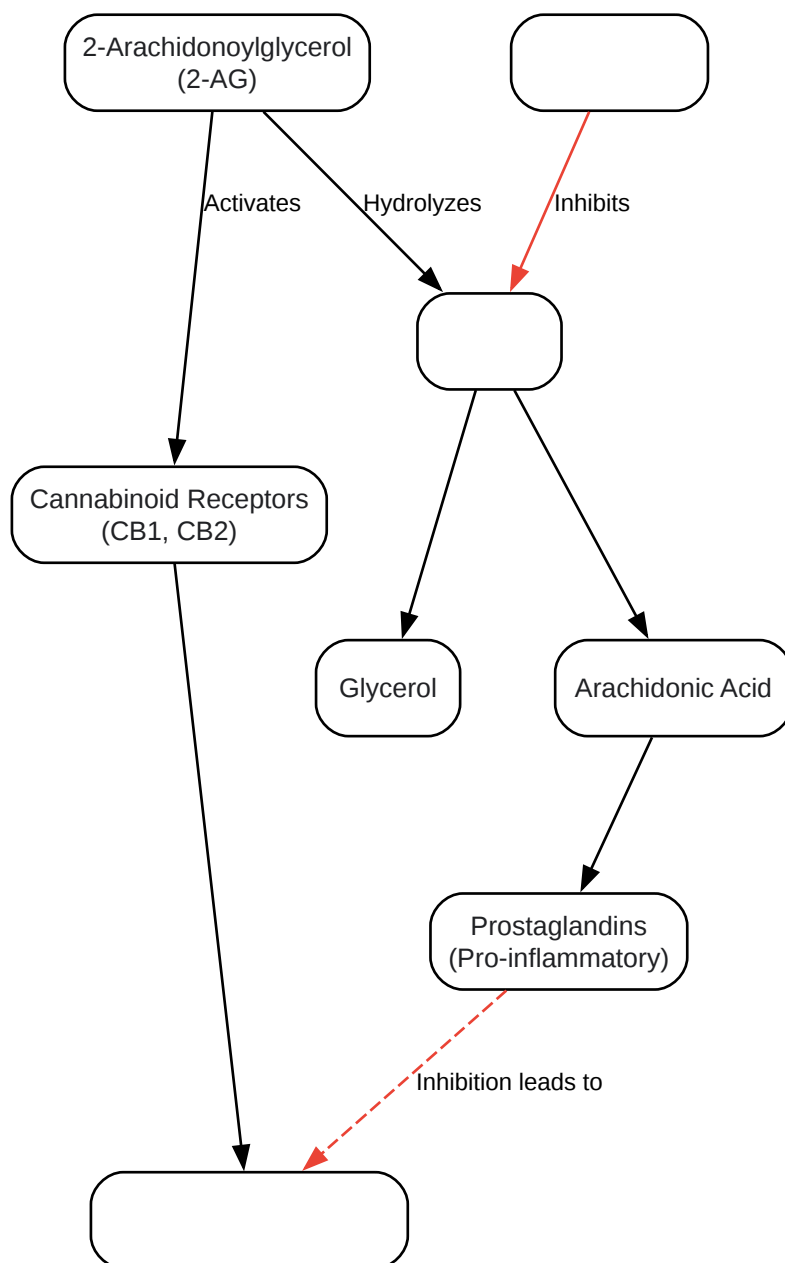 2-Arachidonoylglycerol
(2-AG)
Activates
Hydrolyzes
Inhibits
Cannabinoid Receptors
(CB1, CB2)
Glycerol
Arachidonic Acid
Prostaglandins
(Pro-inflammatory)
Inhibition leads to